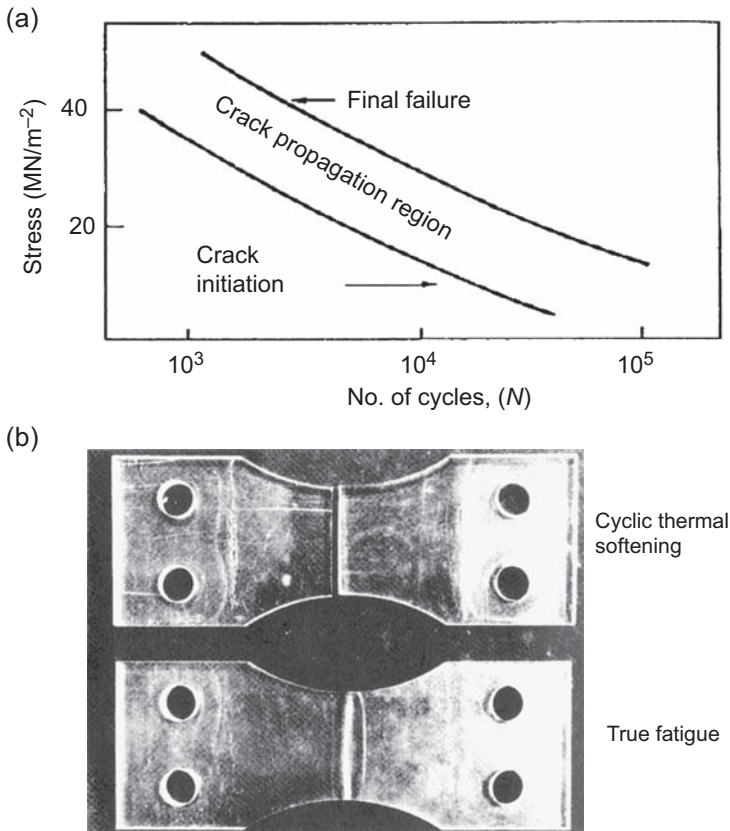 (a)
Stress (MN/m–2)
40
20
Final failure
Crack propagation region
Crack
initiation
10³
10⁴
10⁵
No. of cycles, (N)
(b)
Cyclic thermal
softening
True fatigue